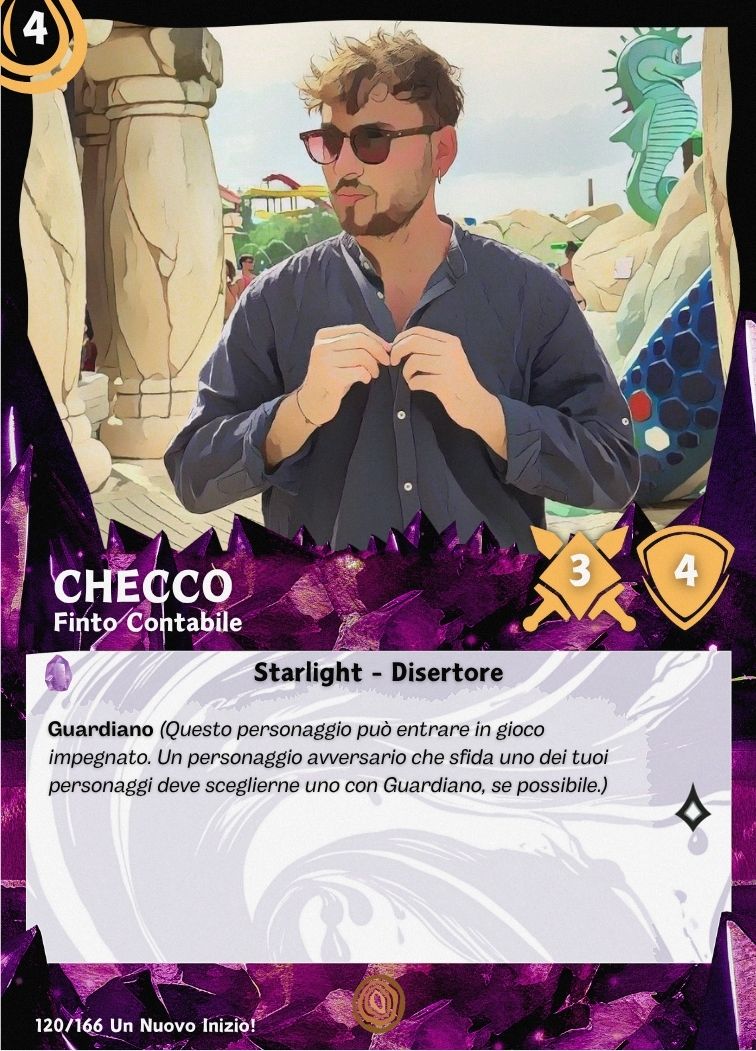 4
CHECCO
Finto Contabile
3
4
Starlight - Disertore
Guardiano (Questo personaggio può entrare in gioco
impegnato. Un personaggio avversario che sfida uno dei tuoi
personaggi deve sceglierne uno con Guardiano, se possibile.)
120/166 Un Nuovo Inizio!